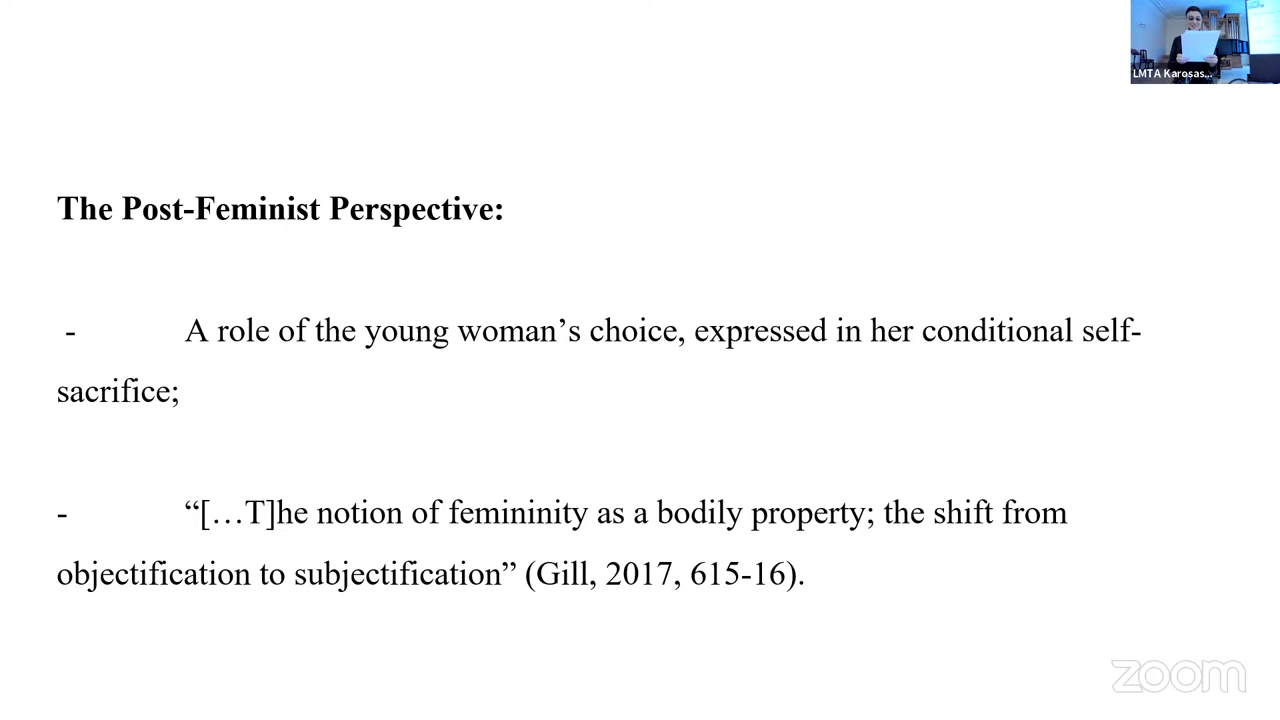 LMTA Karosas...
The Post-Feminist Perspective:
- A role of the young woman’s choice, expressed in her conditional self-
sacrifice;
- “[…T]he notion of femininity as a bodily property; the shift from
objectification to subjectification” (Gill, 2017, 615-16).
zoom